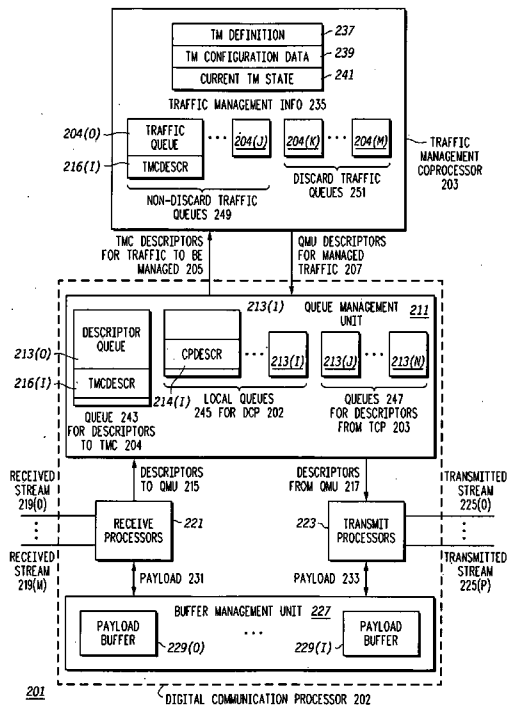 TM DEFINITION
237
TM CONFIGURATION DATA
239
CURRENT TM STATE
241
TRAFFIC MANAGEMENT INFO 235
204(0)
TRAFFIC
QUEUE
204(J)
204(K)
204(M)
216(I)
TMCDESCR
TRAFFIC
MANAGEMENT
COPROCESSOR
203
NON-DISCARD TRAFFIC
QUEUES 249
DISCARD TRAFFIC
QUEUES 251
TMC DESCRIPTORS
FOR TRAFFIC TO BE
MANAGED 205
QMU DESCRIPTORS
FOR MANAGED
TRAFFIC 207
213(1)
QUEUE MANAGEMENT
UNIT
211
DESCRIPTOR
QUEUE
213(0)
CPDESCR
213(I)
213(J)
213(N)
216(I)
TMCDESCR
214(I)
QUEUE 243
FOR DESCRIPTORS
TO TMC 204
LOCAL QUEUES
245 FOR DCP 202
QUEUES 247
FOR DESCRIPTORS
FROM TCP 203
RECEIVED
STREAM
219(0)
DESCRIPTORS
TO QMU 215
DESCRIPTORS
FROM QMU 217
TRANSMITTED
STREAM
225(0)
RECEIVE
PROCESSORS
221
223
TRANSMIT
PROCESSORS
RECEIVED
STREAM
219(M)
PAYLOAD 231
PAYLOAD 233
TRANSMITTED
STREAM
225(P)
BUFFER MANAGEMENT UNIT 227
PAYLOAD
BUFFER
229(0)
229(I)
PAYLOAD
BUFFER
201
DIGITAL COMMUNICATION PROCESSOR 202